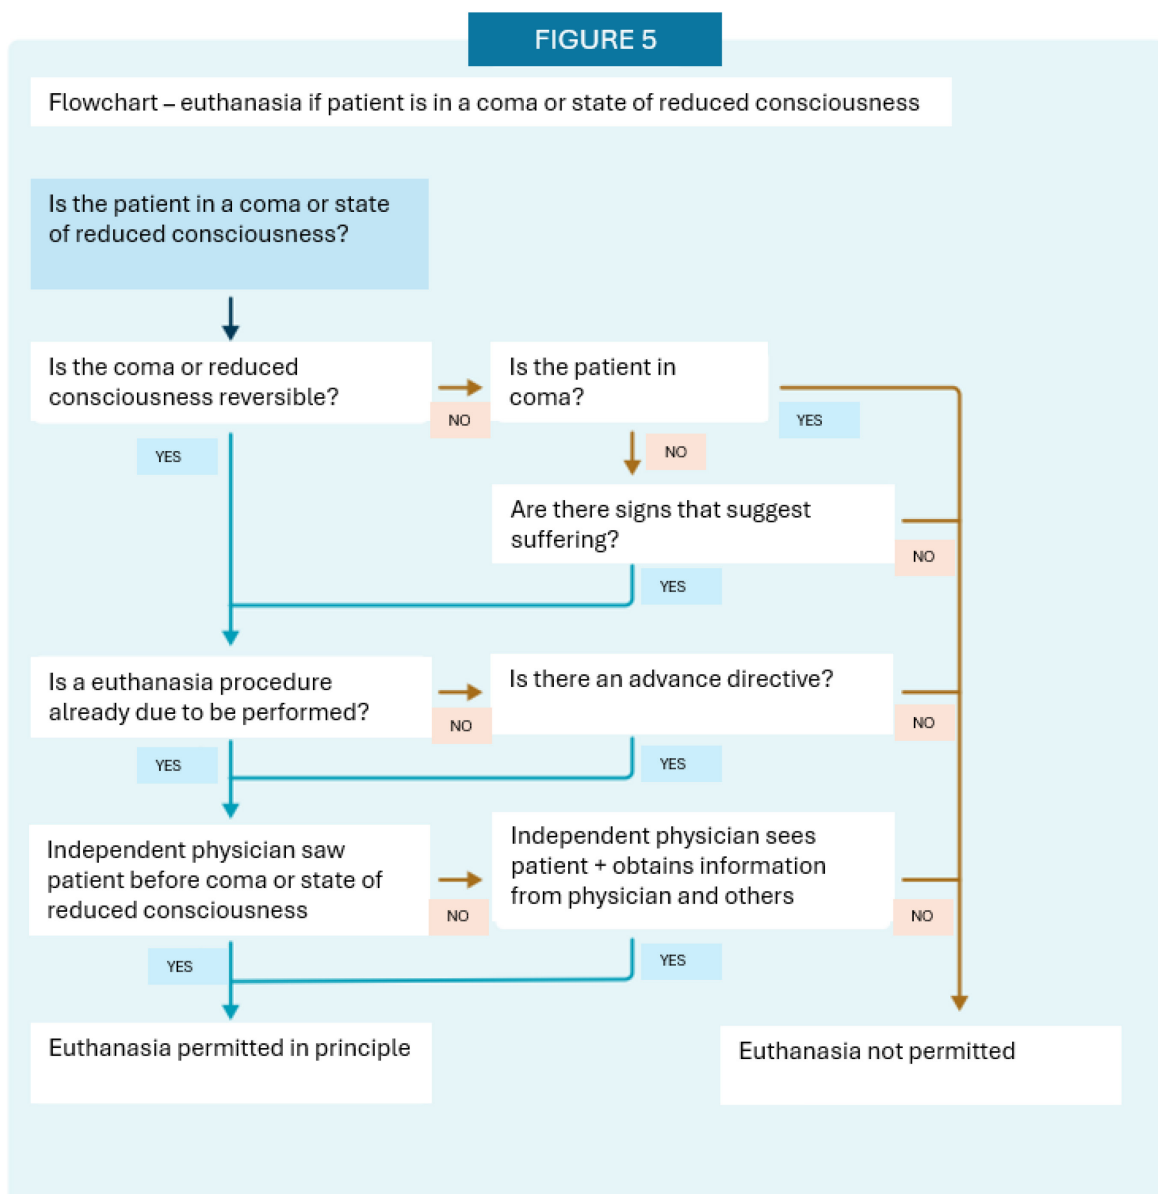 FIGURE 5
Flowchart – euthanasia if patient is in a coma or state of reduced consciousness
Is the patient in a coma or state
of reduced consciousness?
Is the coma or reduced
consciousness reversible?
NO
Is the patient in
coma?
YES
YES
NO
Are there signs that suggest
suffering?
NO
YES
Is a euthanasia procedure
already due to be performed?
NO
Is there an advance directive?
NO
YES
YES
Independent physician saw
patient before coma or state of
reduced consciousness
NO
Independent physician sees
patient + obtains information
from physician and others
NO
YES
YES
Euthanasia permitted in principle
Euthanasia not permitted